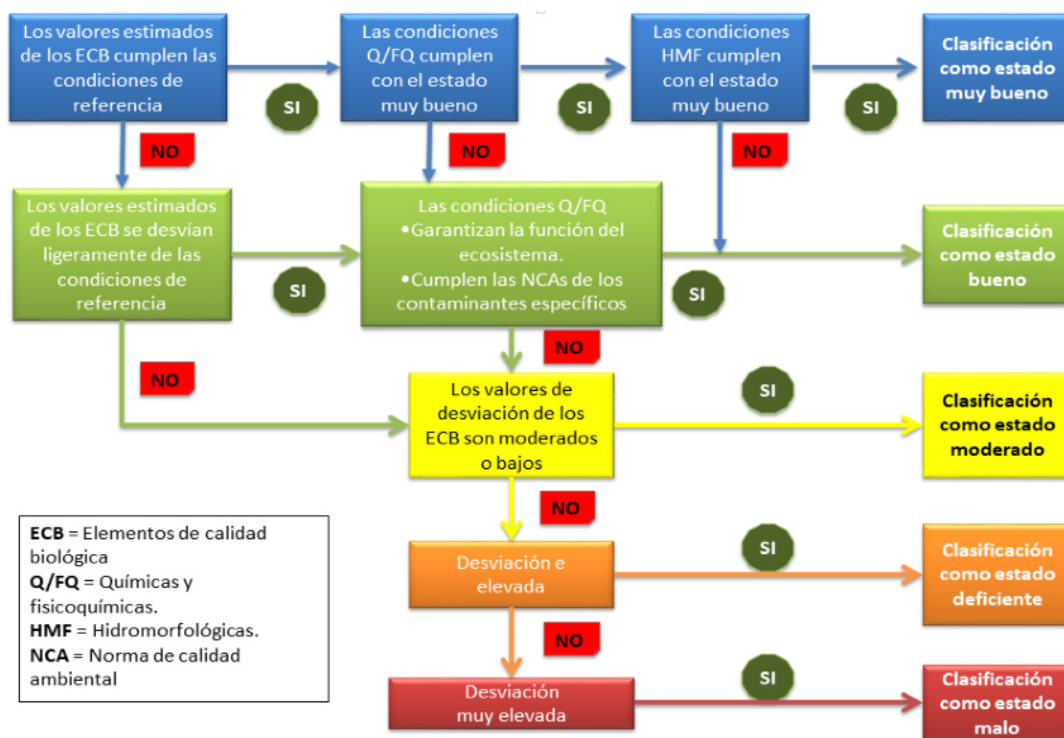 Los valores estimados
de los ECB cumplen las
condiciones de
referencia
SI
Las condiciones
Q/FQ cumplen
con el estado
muy bueno
SI
Las condiciones
HMF cumplen
con el estado
muy bueno
SI
Clasificación
como estado
muy bueno
NO
NO
NO
Los valores estimados
de los ECB se desvían
ligeramente de las
condiciones de
referencia
SI
Las condiciones Q/FQ
•Garantizan la función del
ecosistema.
•Cumplen las NCAs de los
contaminantes específicos
SI
Clasificación
como estado
bueno
NO
NO
Los valores de
desviación de los
ECB son moderados
o bajos
SI
Clasificación
como estado
moderado
NO
ECB = Elementos de calidad
biológica
Q/FQ = Químicas y
fisicoquímicas.
HMF = Hidromorfológicas.
NCA = Norma de calidad
ambiental
Desviación e
elevada
SI
Clasificación
como estado
deficiente
NO
Desviación
muy elevada
SI
Clasificación
como estado
malo